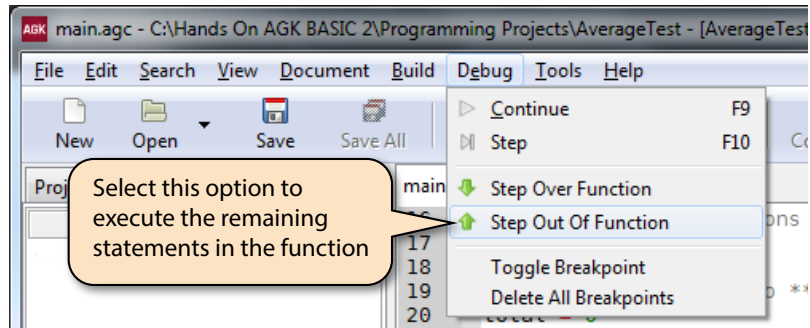 AGK main.agc - C:\Hands On AGK BASIC 2\Programming Projects\AverageTest - [AverageTest
File Edit Search View Document Build Debug Tools Help
New Open Save Save All
Continue F9
Step F10
Step Over Function
Step Out Of Function
Toggle Breakpoint
Delete All Breakpoints
Select this option to
execute the remaining
statements in the function
main
17
18
19
20